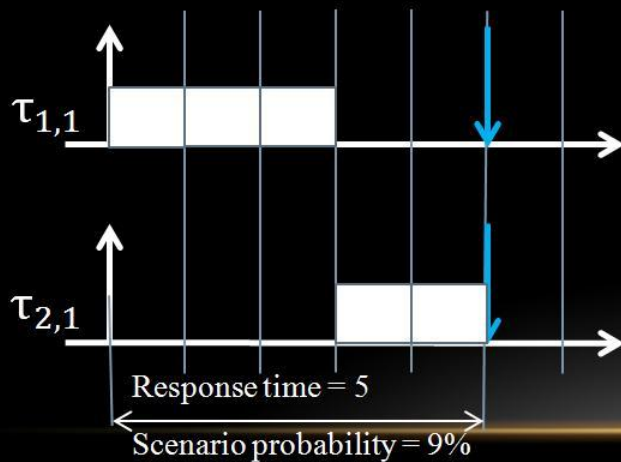 τ1,1
τ2,1
Response time = 5
Scenario probability = 9%